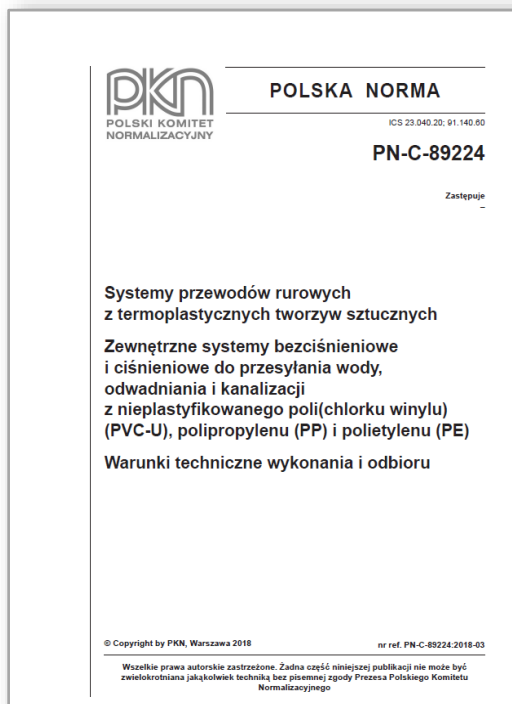 PKN
POLSKI KOMITET
NORMALIZACYJNY
POLSKA NORMA
ICS 23.040.20; 91.140.60
PN-C-89224
Zastępuje
–
Systemy przewodów rurowych
z termoplastycznych tworzyw sztucznych
Zewnętrzne systemy bezciśnieniowe
i ciśnieniowe do przesyłania wody,
odwadniania i kanalizacji
z nieplastyfikowanego poli(chlorku winylu)
(PVC-U), polipropylenu (PP) i polietylenu (PE)
Warunki techniczne wykonania i odbioru
© Copyright by PKN, Warszawa 2018
nr ref. PN-C-89224:2018-03
Wszelkie prawa autorskie zastrzeżone. Żadna część niniejszej publikacji nie może być
zwielokrotniana jakąkolwiek techniką bez pisemnej zgody Prezesa Polskiego Komitetu
Normalizacyjnego